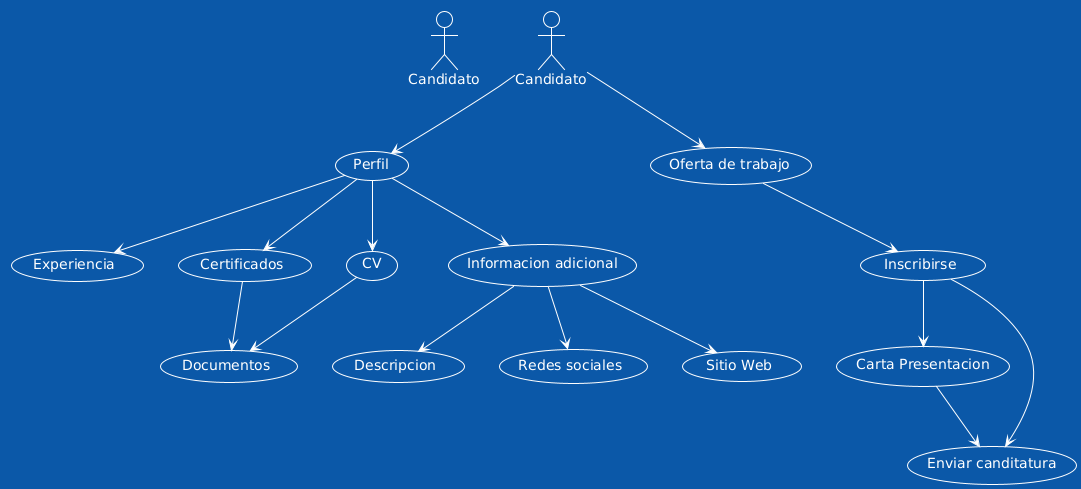 Candidato
Candidato
Perfil
Oferta de trabajo
Experiencia
Certificados
CV
Informacion adicional
Inscribirse
Documentos
Descripcion
Redes sociales
Sitio Web
Carta Presentacion
Enviar canditatura